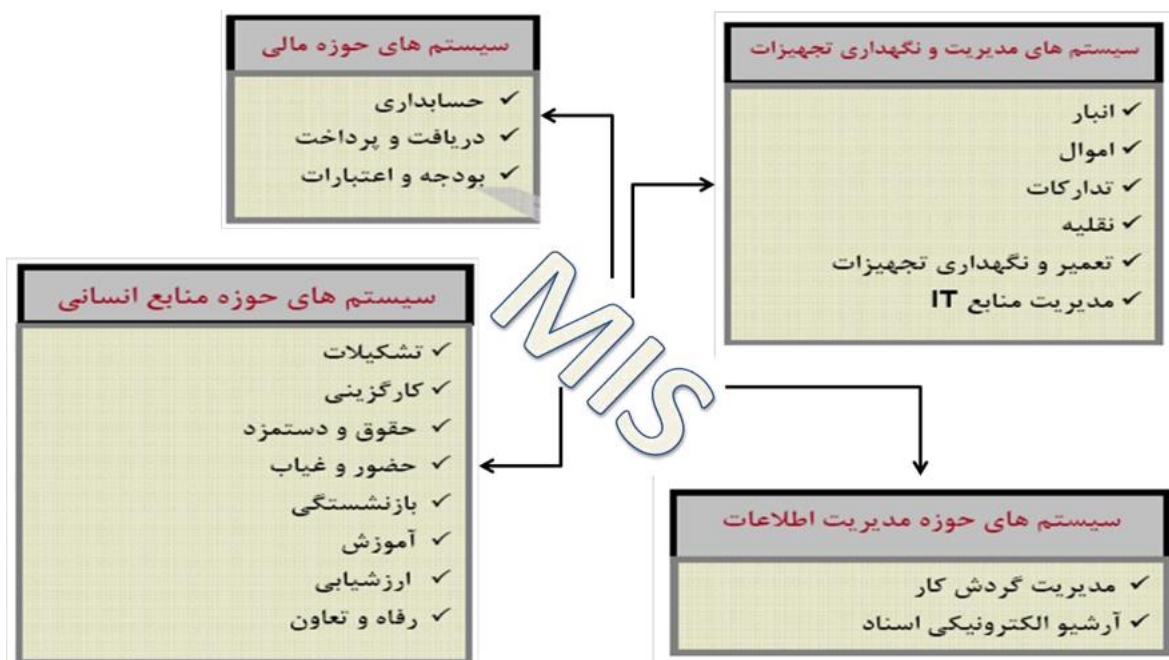 سیستم های حوزه مالی
✓ حسابداری
✓ دریافت و پرداخت
✓ بودجه و اعتبارات
سیستم های مدیریت و نگهداری تجهیزات
✓ انبار
✓ اموال
✓ تدارکات
✓ نقلیه
✓ تعمیر و نگهداری تجهیزات
✓ مدیریت منابع IT
MIS
سیستم های حوزه منابع انسانی
✓ تشکیلات
✓ کارگزینی
✓ حقوق و دستمزد
✓ حضور و غیاب
✓ بازنشستگی
✓ آموزش
✓ ارزشیابی
✓ رفاه و تعاون
سیستم های حوزه مدیریت اطلاعات
✓ مدیریت گردش کار
✓ آرشیو الکترونیکی اسناد